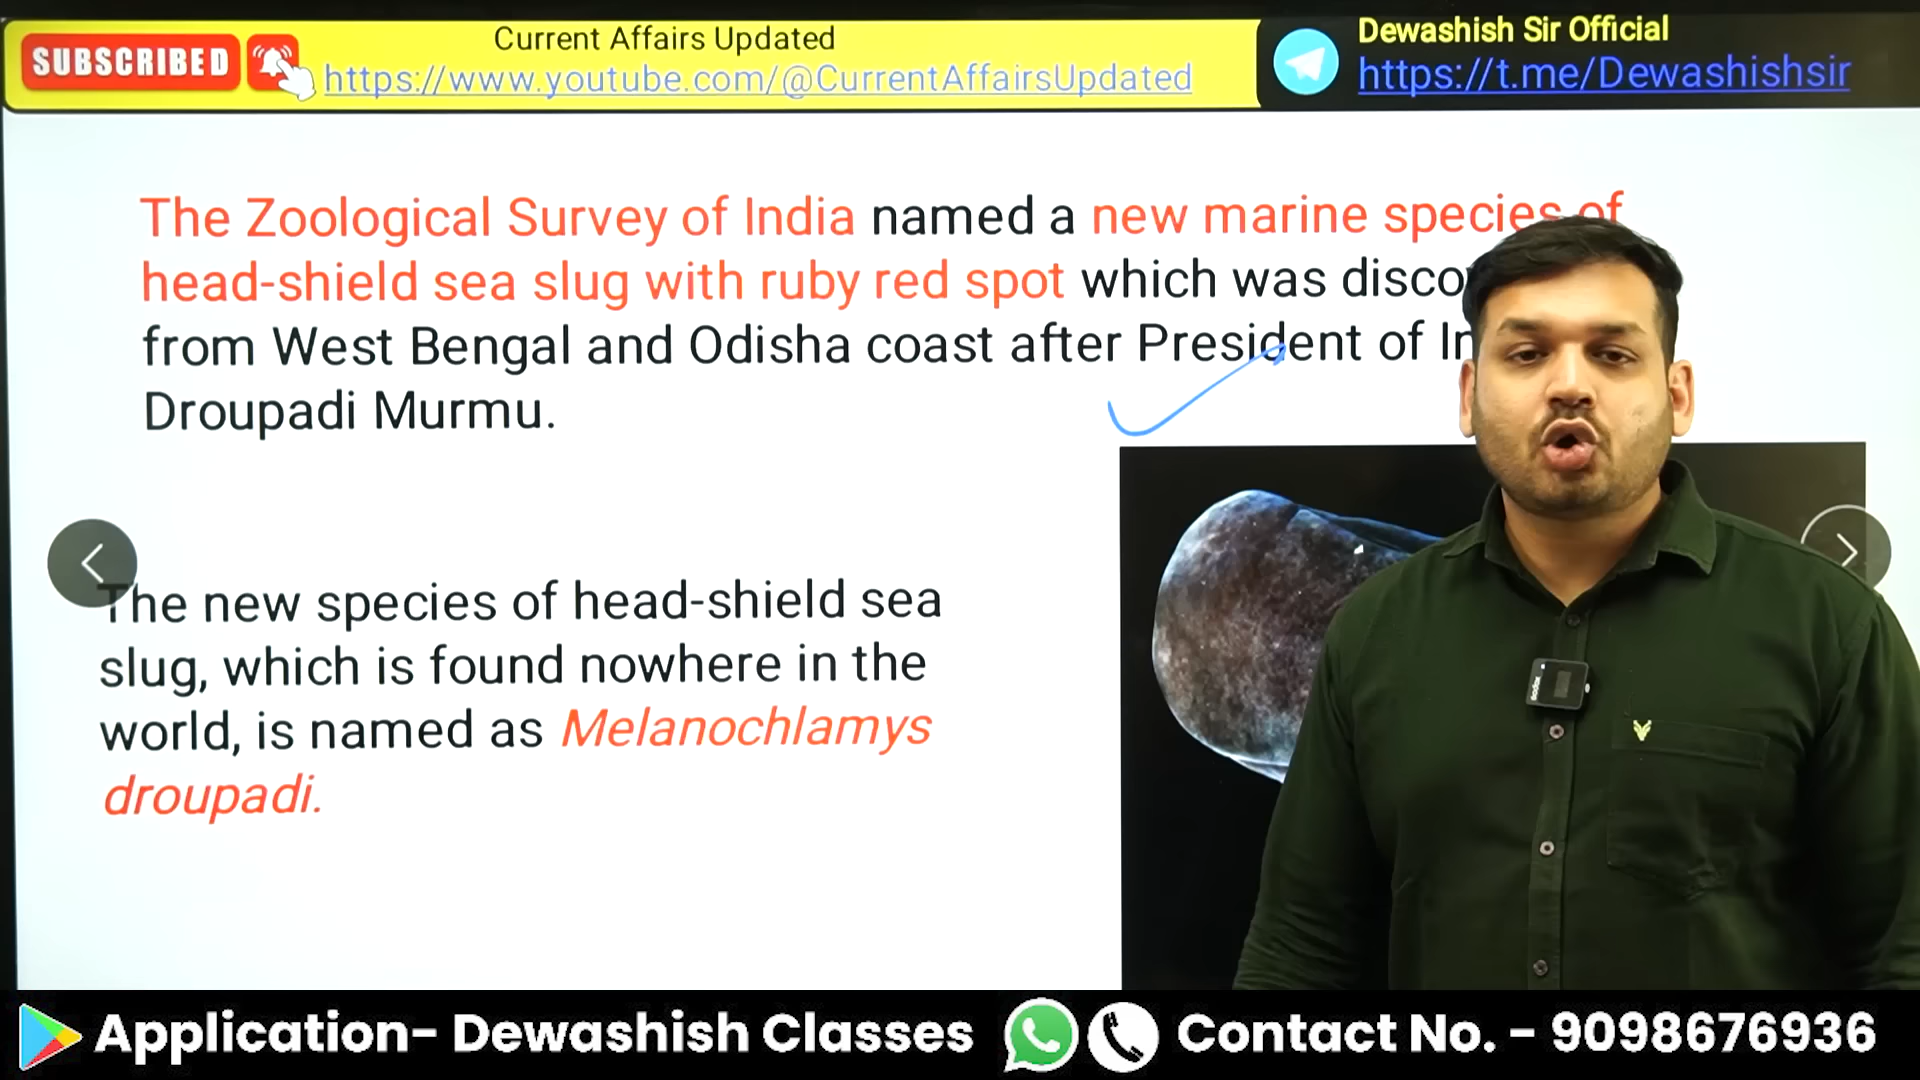 SUBSCRIBED
Current Affairs Updated
https://www.youtube.com/@CurrentAffairsUpdated
Dewashish Sir Official
https://t.me/Dewashishsir
The Zoological Survey of India named a new marine species of
head-shield sea slug with ruby red spot which was
from West Bengal and Odisha coast after President of
Droupadi Murmu.
The new species of head-shield sea
slug, which is found nowhere in the
world, is named as Melanochlamys
droupadi.
Application- Dewashish Classes
Contact No. - 9098676936